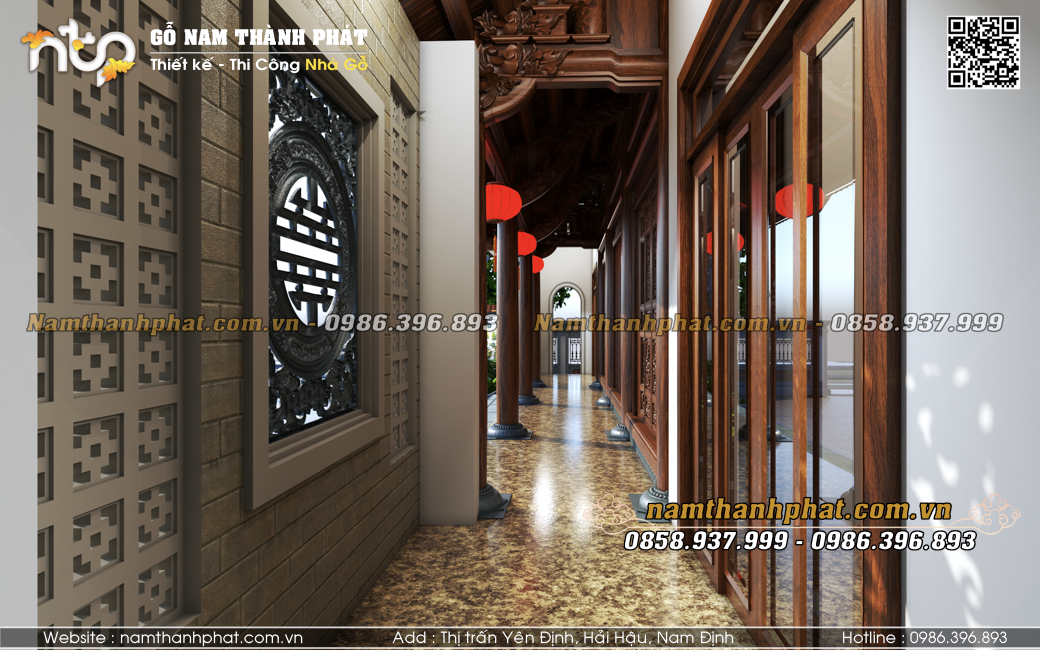 ntp GỖ NAM THÀNH PHÁT
Thiết kế - Thi Công Nhà Gỗ
Namthanhphat.com.vn - 0986.396.893 Namthanhphat.com.vn - 0858.937.999
namthanhphat.com.vn
0858.937.999 - 0986.396.893
Website : namthanhphat.com.vn Add : Thị trấn Yên Định, Hải Hậu, Nam Định Hotline : 0986.396.893